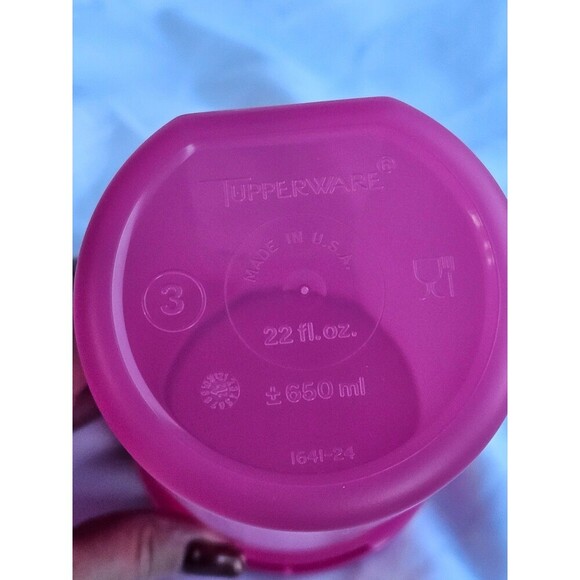 TUPPERWARE®
MADE IN U.S.A.
3
22 fl.oz.
± 650 ml
1641-24